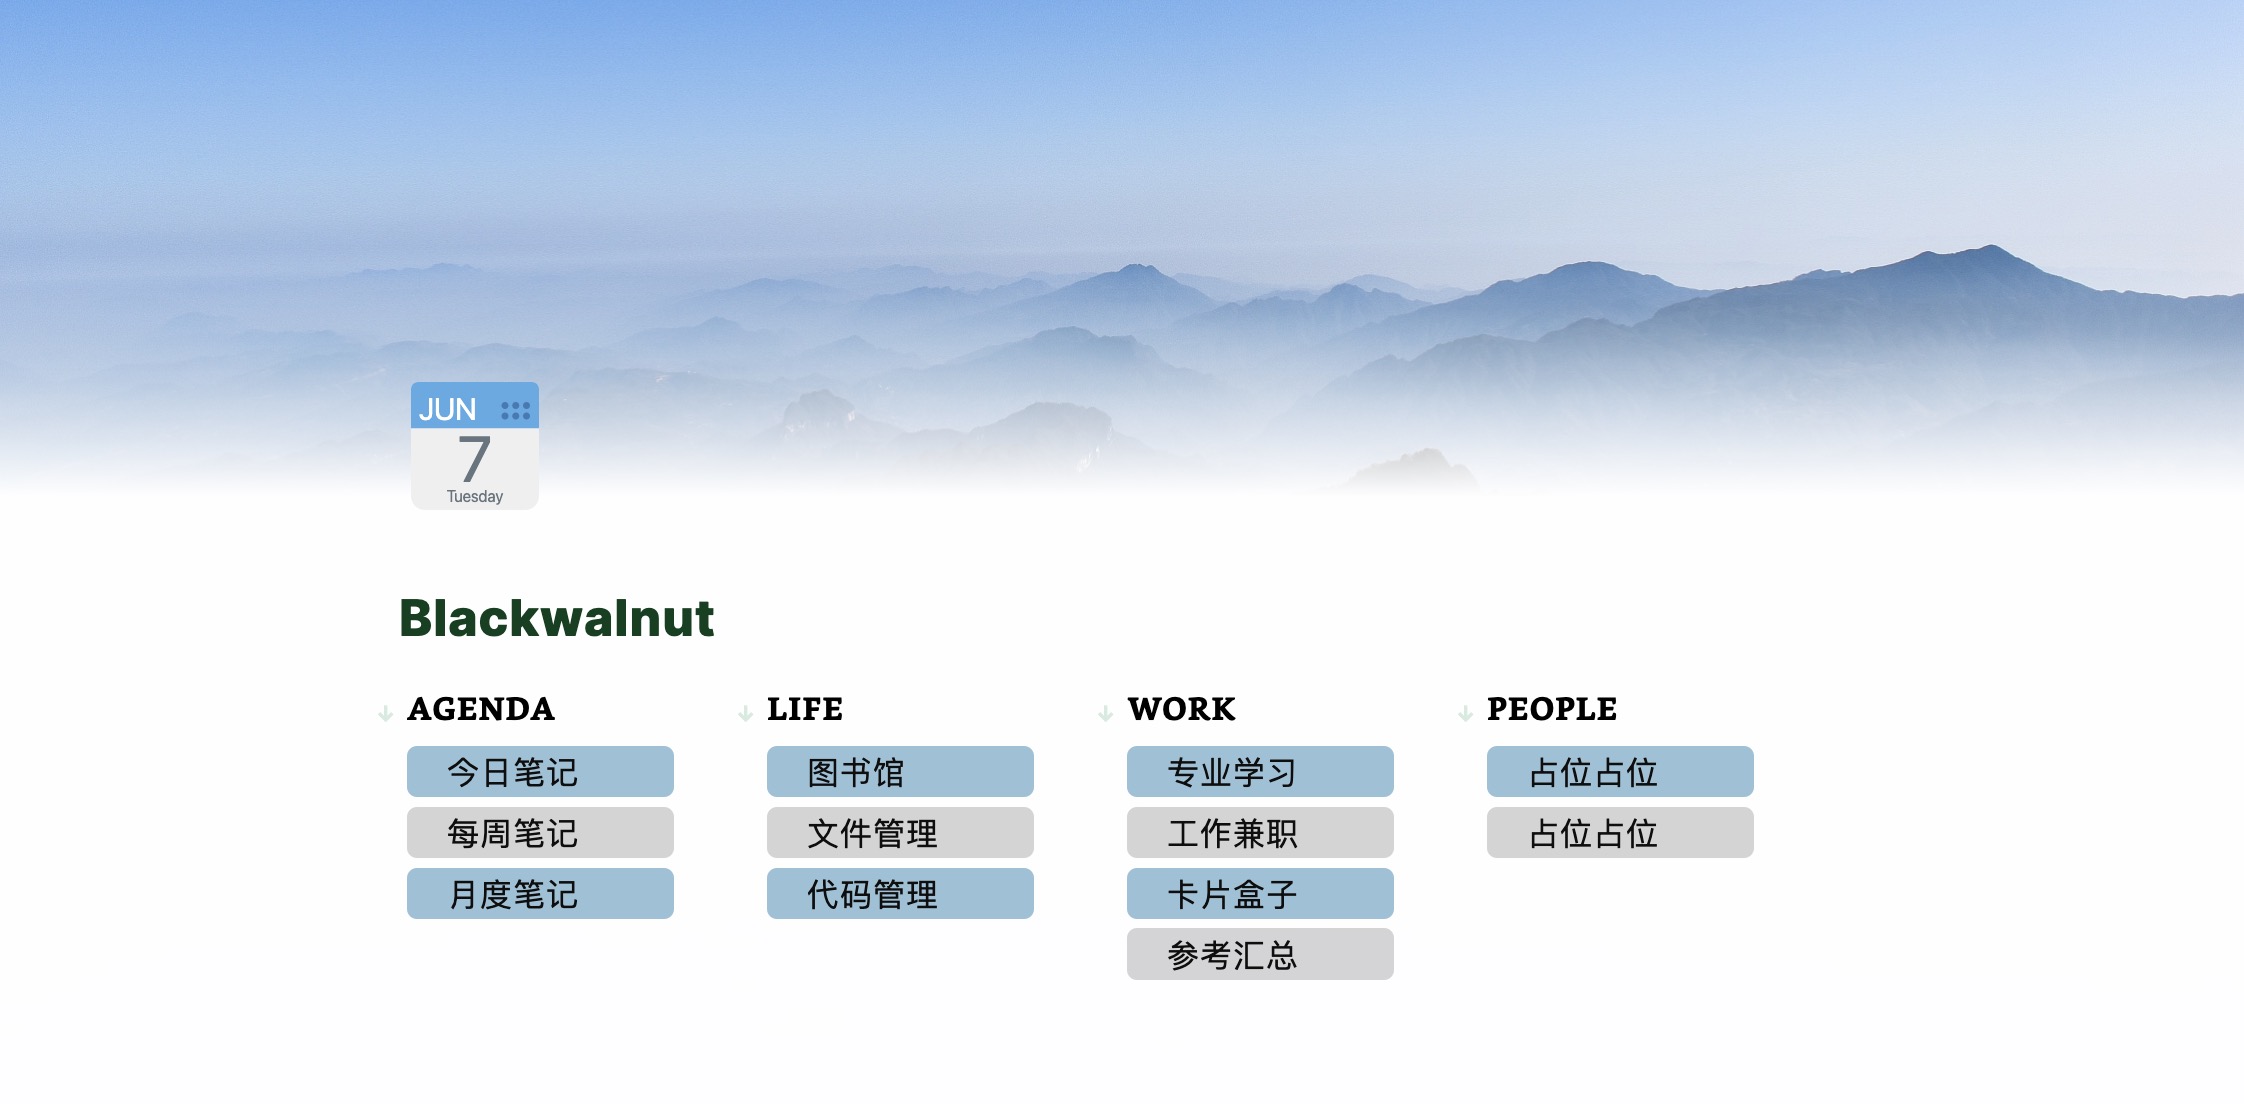 JUN
7
Tuesday
Blackwalnut
AGENDA
今日笔记
每周笔记
月度笔记
LIFE
图书馆
文件管理
代码管理
WORK
专业学习
工作兼职
卡片盒子
参考汇总
PEOPLE
占位占位
占位占位